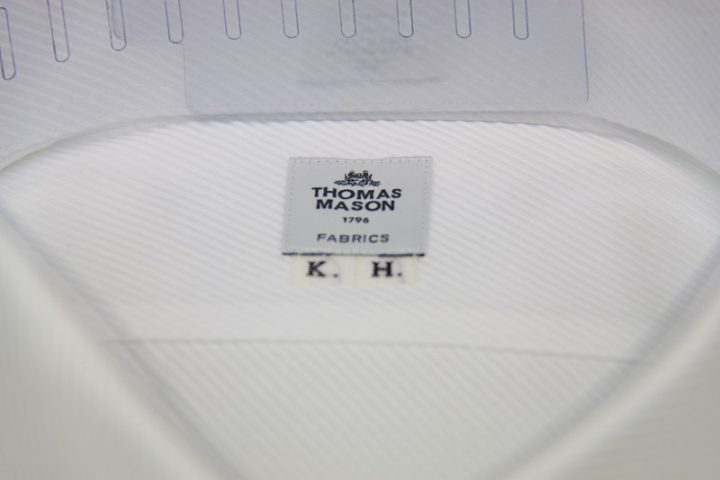 THOMAS
MASON
1796
FABRICS
K. H.